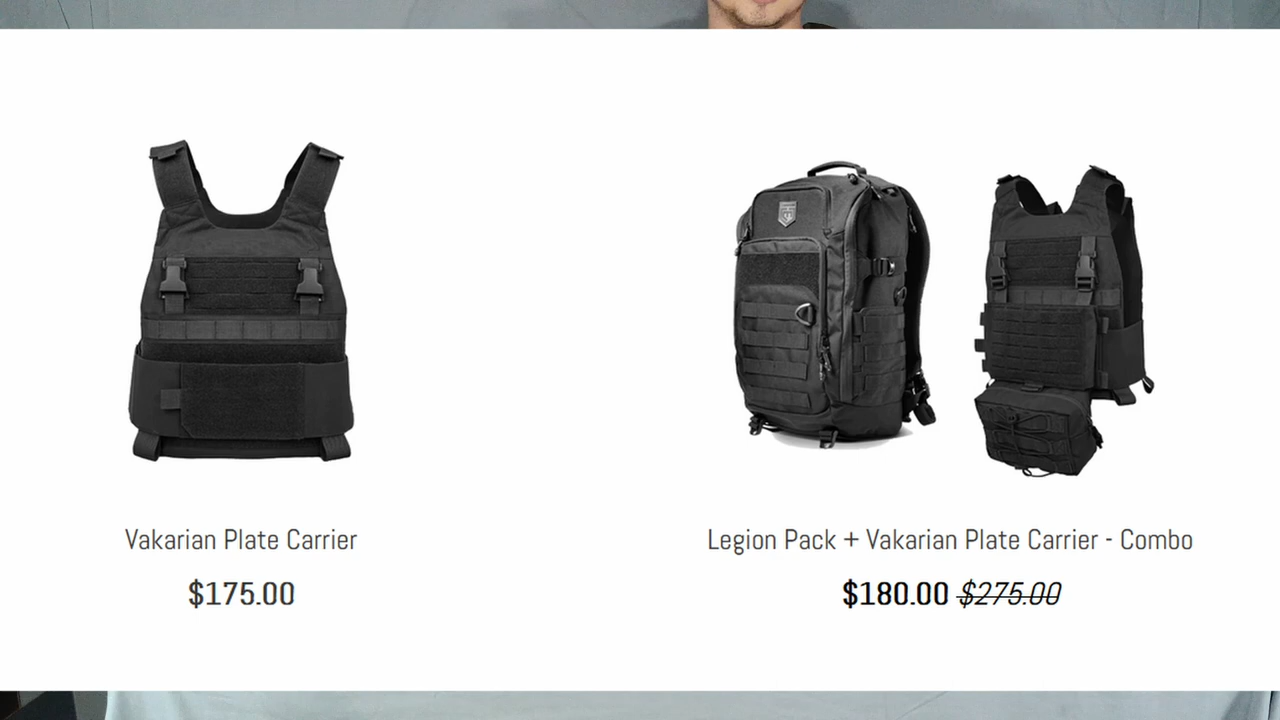 Vakarian Plate Carrier
$175.00
Legion Pack + Vakarian Plate Carrier - Combo
$180.00 $275.00